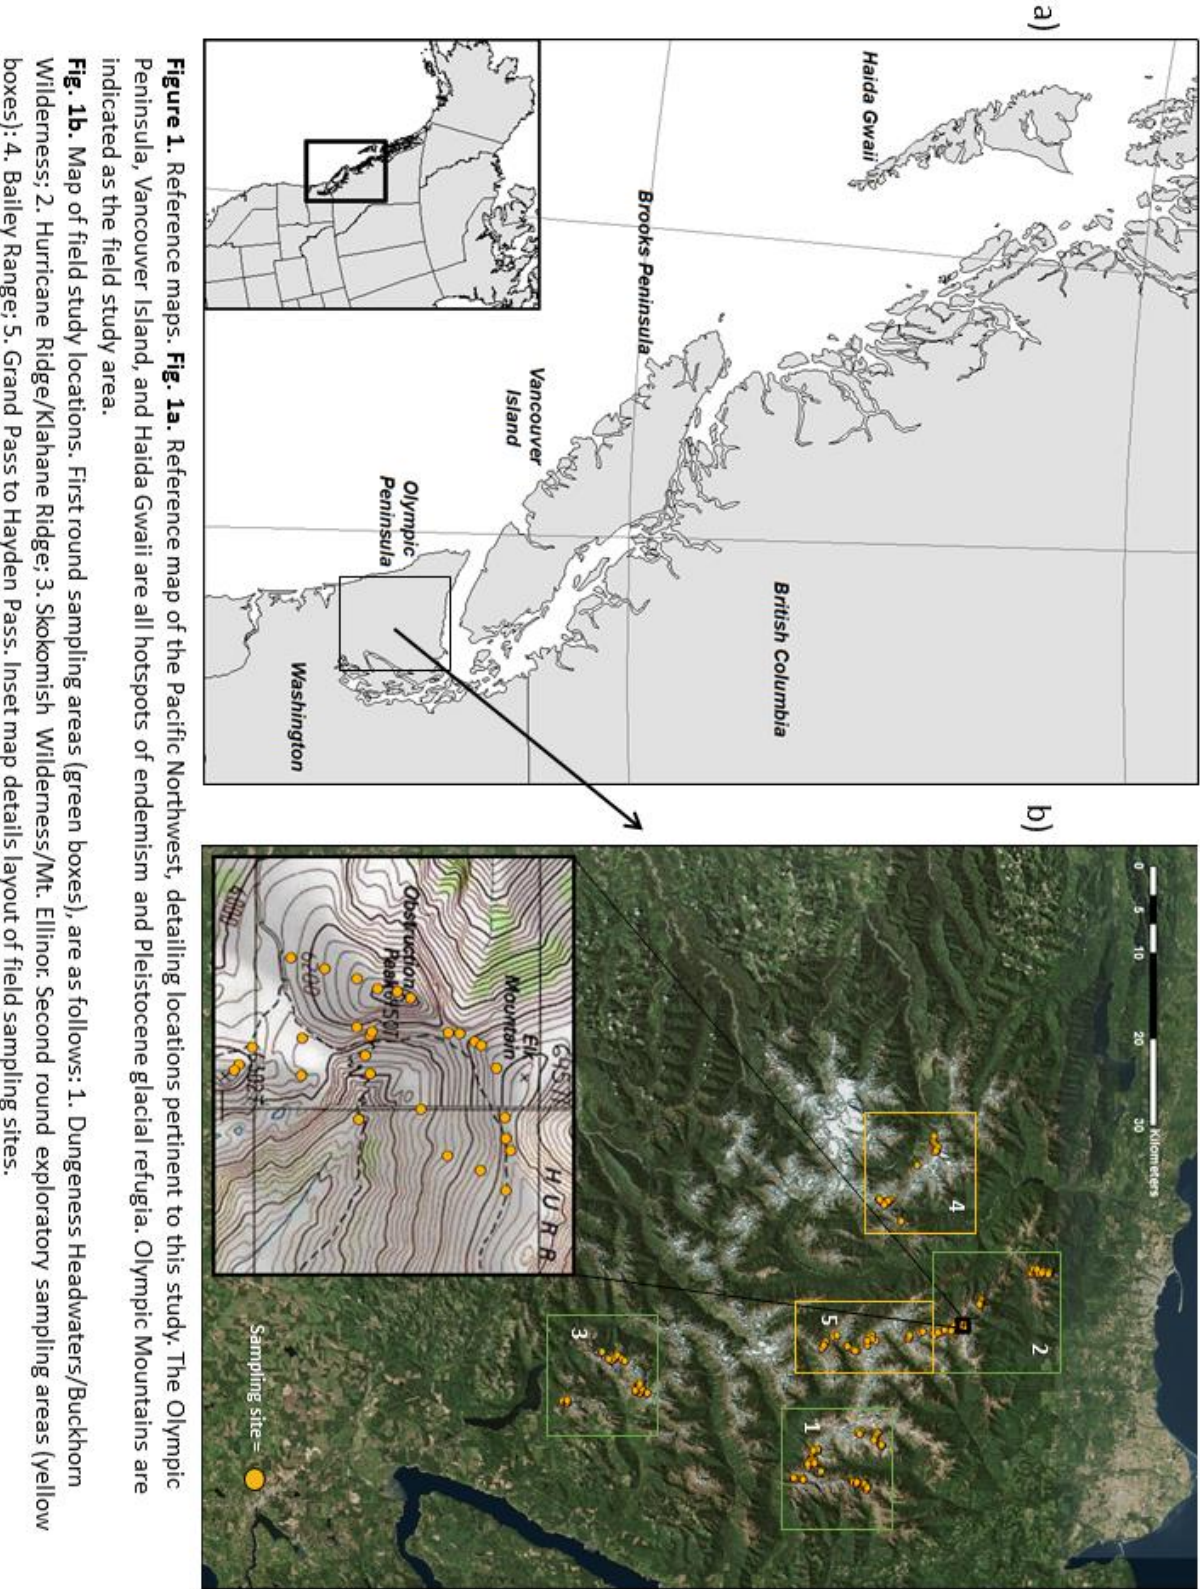 a)
Haida Gwaii
Brooks Peninsula
British Columbia
Vancouver
Island
Olympic
Peninsula
Washington
b)
0 5 10 20 30
Kilometers
4
2
5
1
3
H U R R
Elk
Mountain
Obstruction
Peak
6200
Sampling site =
Figure 1. Reference maps. Fig. 1a. Reference map of the Pacific Northwest, detailing locations pertinent to this study. The Olympic
Peninsula, Vancouver Island, and Haida Gwaii are all hotspots of endemism and Pleistocene glacial refugia. Olympic Mountains are
indicated as the field study area.
Fig. 1b. Map of field study locations. First round sampling areas (green boxes), are as follows: 1. Dungeness Headwaters/Buckhorn
Wilderness; 2. Hurricane Ridge/Klahane Ridge; 3. Skokomish Wilderness/Mt. Ellinor. Second round exploratory sampling areas (yellow
boxes): 4. Bailey Range; 5. Grand Pass to Hayden Pass. Inset map details layout of field sampling sites.